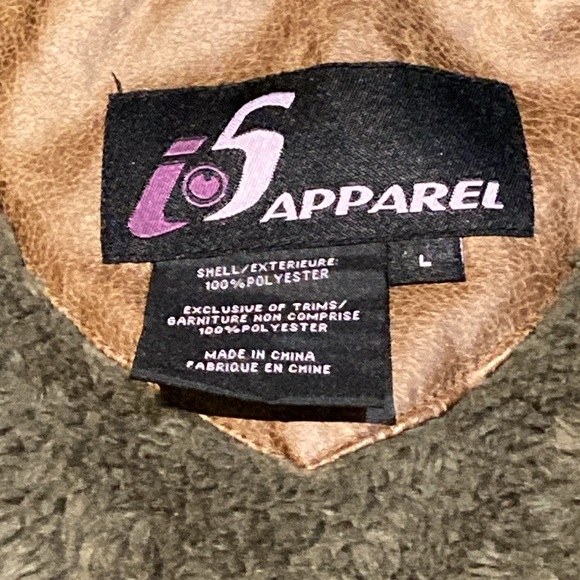 i5 APPAREL
L
SHELL/EXTERIEURE:
100%POLYESTER
EXCLUSIVE OF TRIMS/
GARNITURE NON COMPRISE
100%POLYESTER
MADE IN CHINA
FABRIQUE EN CHINE